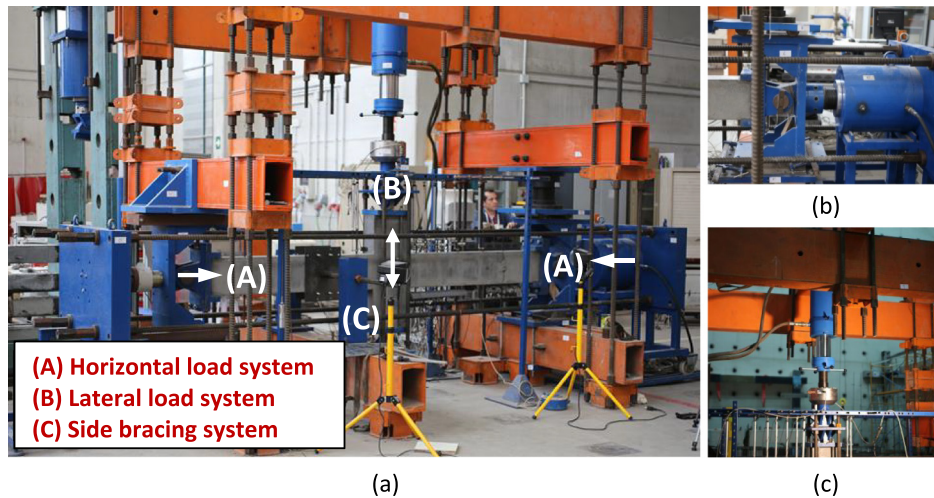 (B)
(A)
(A)
(C)
(A) Horizontal load system
(B) Lateral load system
(C) Side bracing system
(a)
(b)
(c)